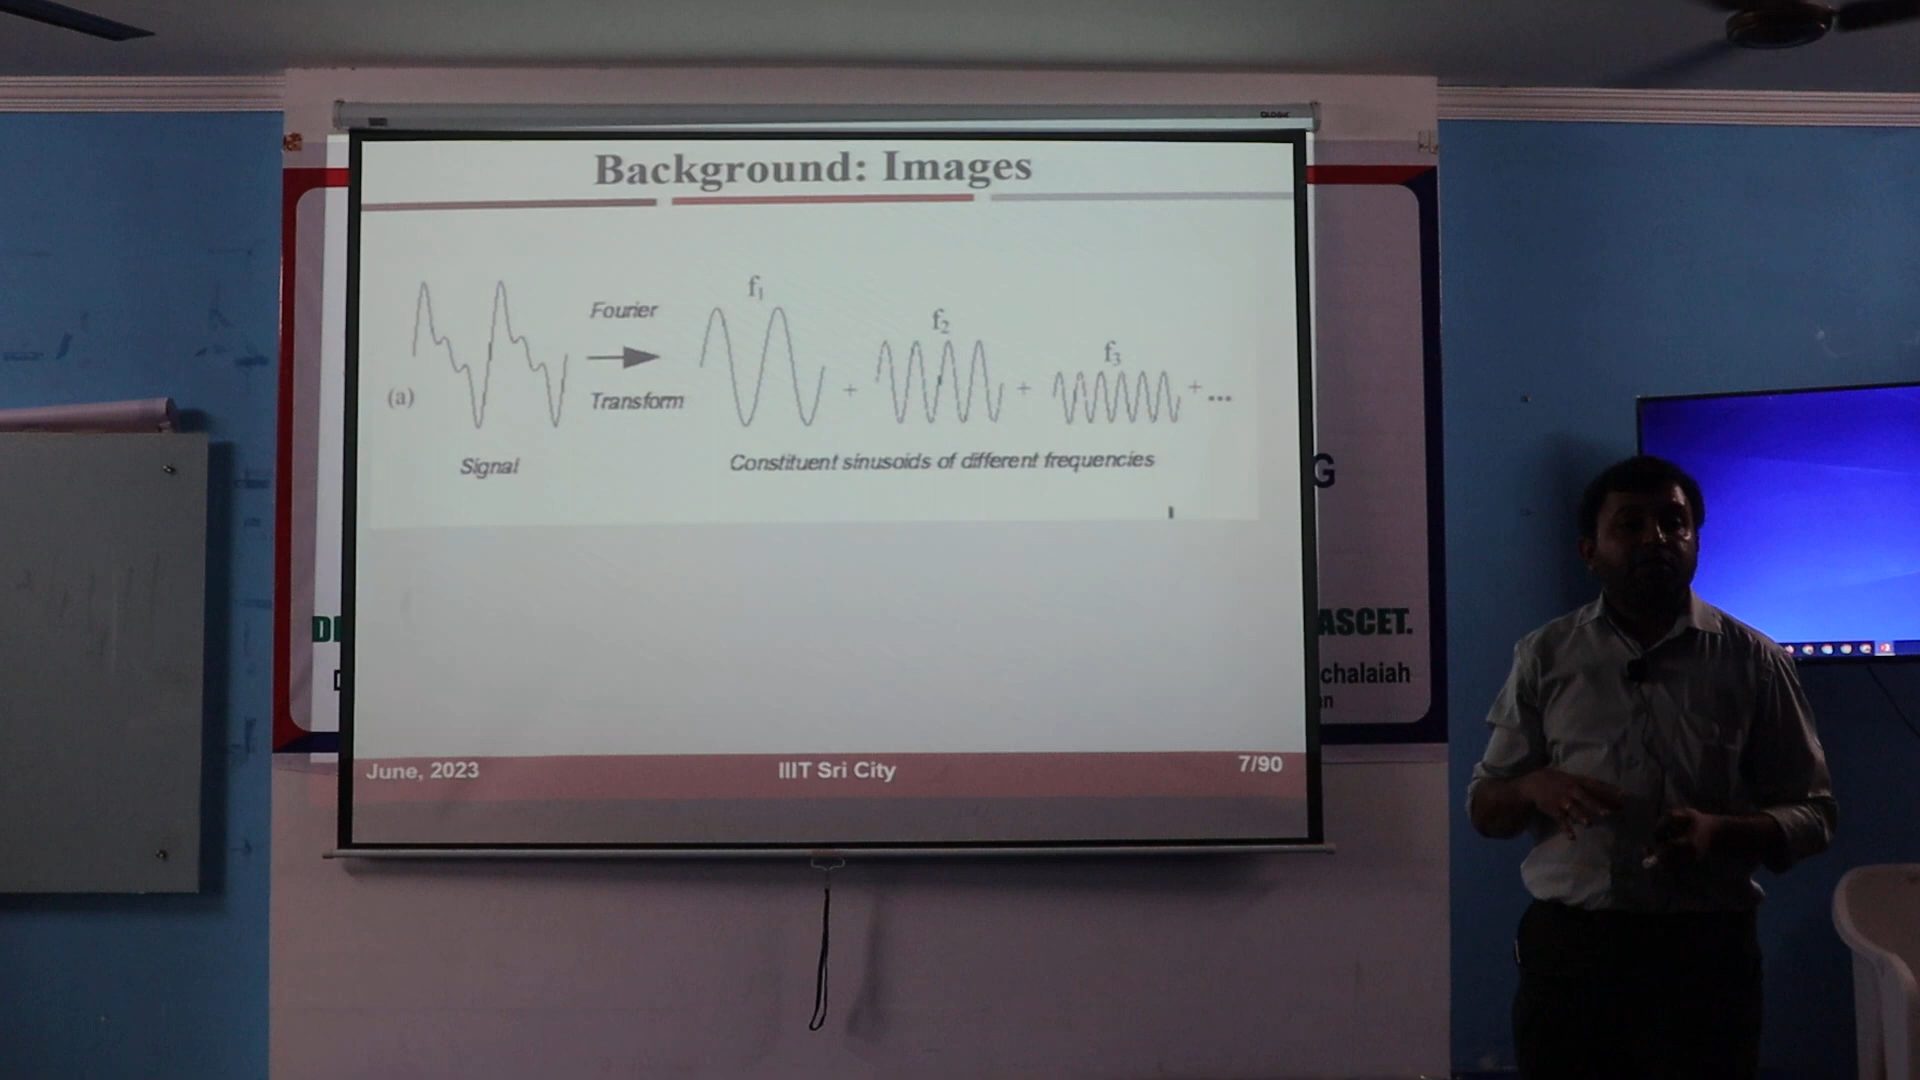 DLOGIC
Background: Images
f1
Fourier
f2
f3
+ + + ...
(a)
Transform
Signal
Constituent sinusoids of different frequencies
G
ASCET.
chalaiah
June, 2023
IIIT Sri City
7/90